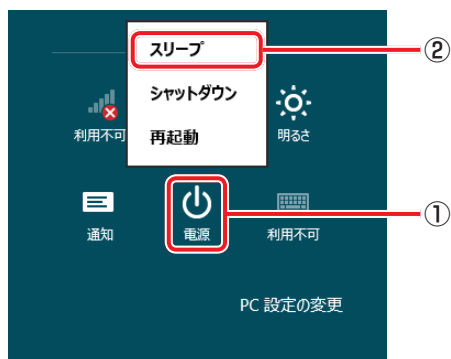 スリープ
②
シャットダウン
再起動
利用不可
明るさ
①
通知
電源
利用不可
PC 設定の変更